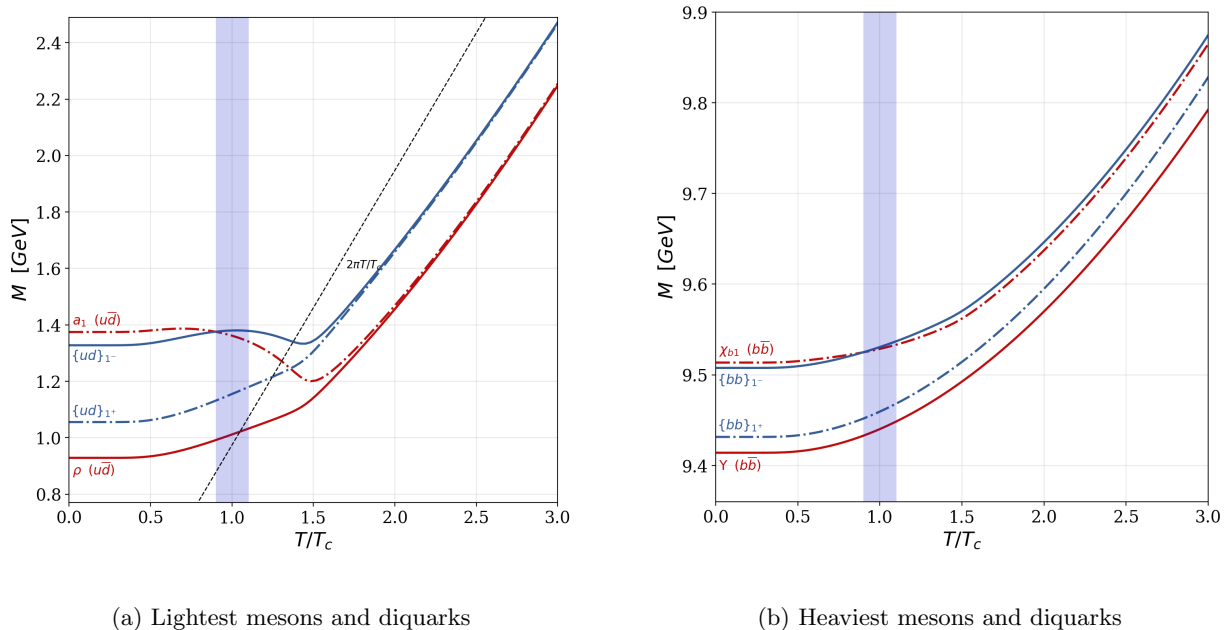 2.4
2.2
2.0
1.8
1.6
1.4
1.2
1.0
0.8
M [GeV]
2πT/T_c
a₁ (ud̅)
{ud}₁⁻
{ud}₁⁺
ρ (ud̅)
0.0 0.5 1.0 1.5 2.0 2.5 3.0
T/T_c
(a) Lightest mesons and diquarks
9.9
9.8
9.7
9.6
9.5
9.4
M [GeV]
χ_b1 (bb̅)
{bb}₁⁻
{bb}₁⁺
Υ (bb̅)
0.0 0.5 1.0 1.5 2.0 2.5 3.0
T/T_c
(b) Heaviest mesons and diquarks